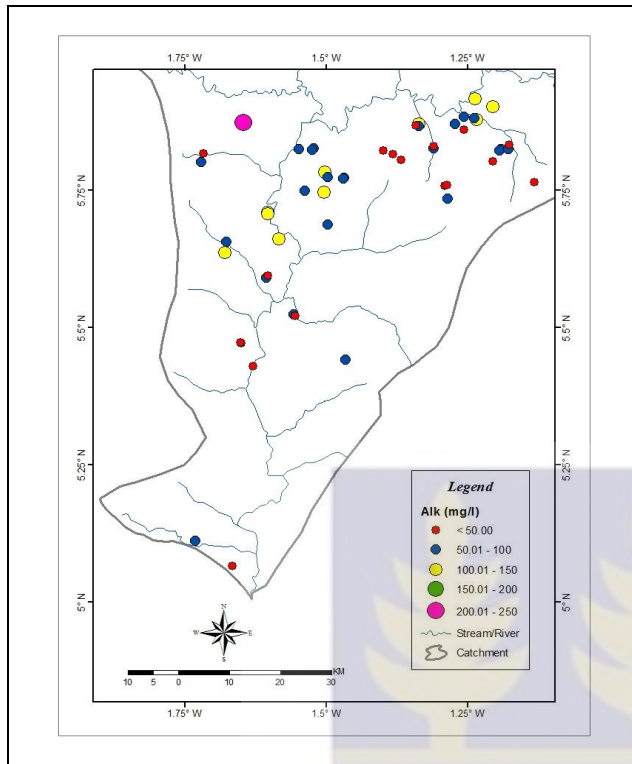 1.75° W 1.5° W 1.25° W
5.75° N 5.75° N
5.5° N 5.5° N
5.25° N 5.25° N
Legend
Alk (mg/l)
< 50.00
50.01 - 100
100.01 - 150
150.01 - 200
200.01 - 250
Stream/River
Catchment
5° N 5° N
N
W E
S
10 5 0 10 20 30 KM
1.75° W 1.5° W 1.25° W